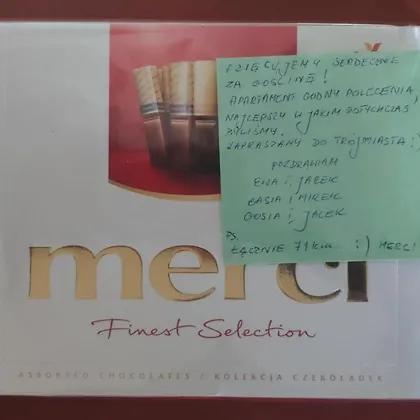 DZIĘKUJEMY SERDECZNIE
ZA GOŚCINĘ!
APARTAMENT GODNY POLECENIA,
NAJLEPSZY W JAKIM DOTYCHCZAS
BYLIŚMY.
ZAPRASZAMY DO TRÓJMIASTA :)
POZDRAWIAM
EWA i JAREK
BASIA i MIREK
GOSIA i JACEK
PS.
ŁĄCZNIE 71 km :) MERCI
merci
Finest Selection
ASSORTED CHOCOLATES / KOLEKCJA CZEKOLADEK